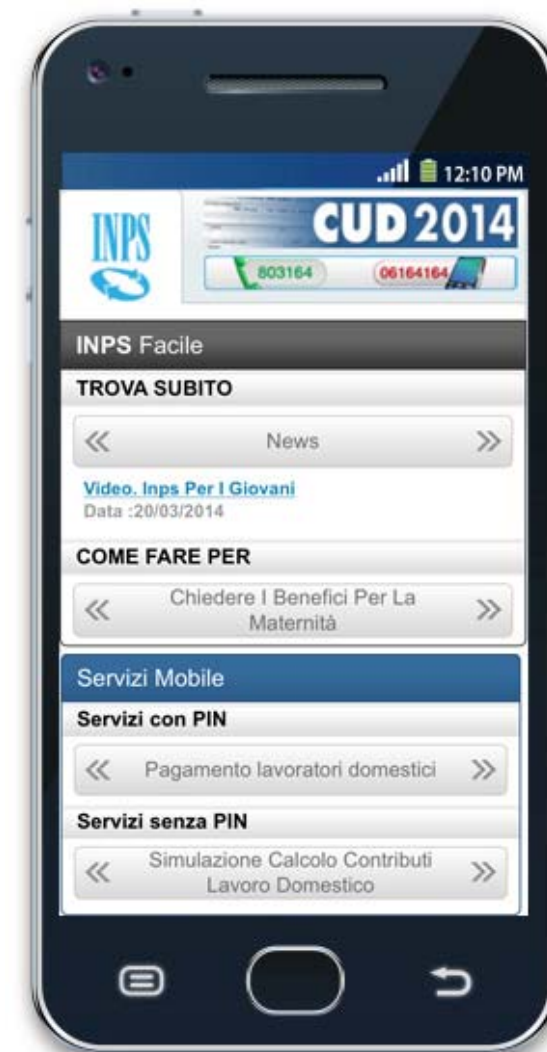 12:10 PM
INPS
CUD 2014
803164
06164164
INPS Facile
TROVA SUBITO
News
Video. Inps Per I Giovani
Data :20/03/2014
COME FARE PER
Chiedere I Benefici Per La
Maternità
Servizi Mobile
Servizi con PIN
Pagamento lavoratori domestici
Servizi senza PIN
Simulazione Calcolo Contributi
Lavoro Domestico